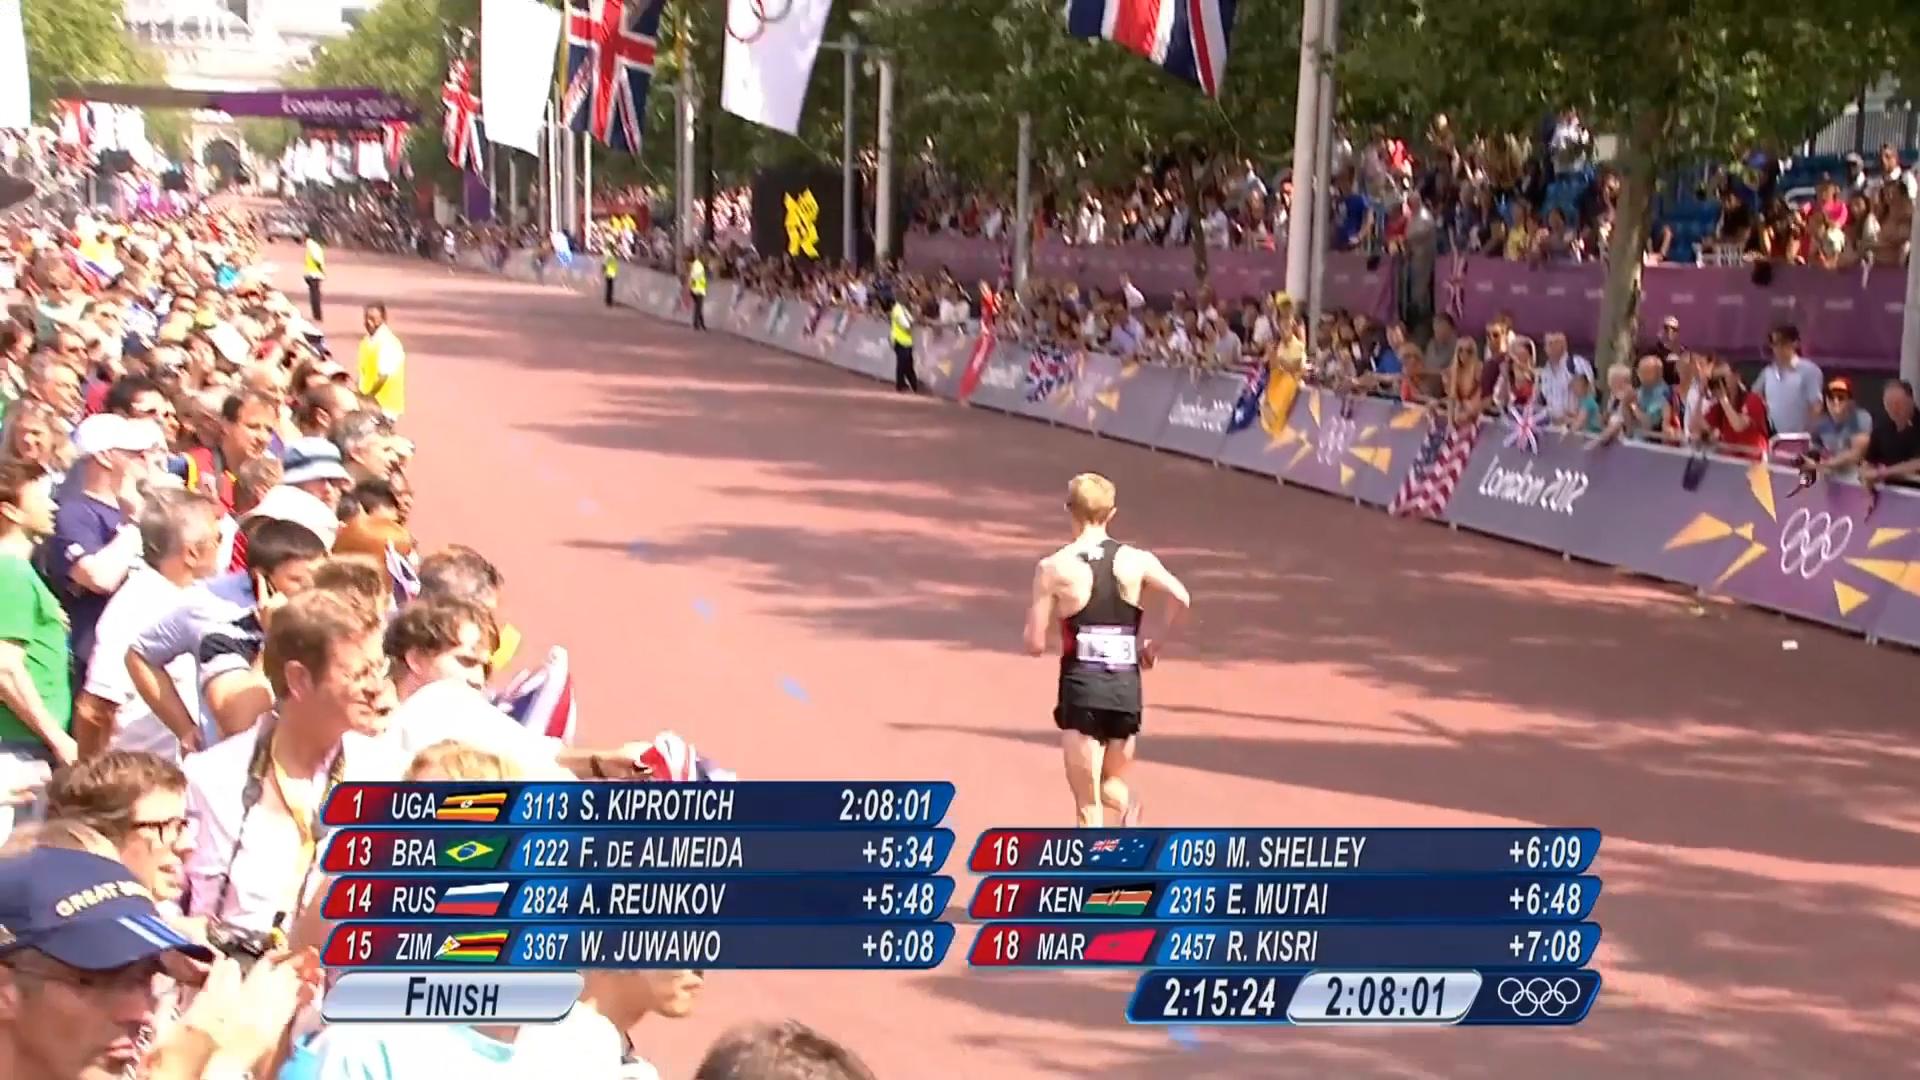 London 2012
London 2012
London 2012
1 UGA 3113 S. KIPROTICH 2:08:01
13 BRA 1222 F. DE ALMEIDA +5:34
14 RUS 2824 A. REUNKOV +5:48
15 ZIM 3367 W. JUWAWO +6:08
16 AUS 1059 M. SHELLEY +6:09
17 KEN 2315 E. MUTAI +6:48
18 MAR 2457 R. KISRI +7:08
FINISH
2:15:24 2:08:01